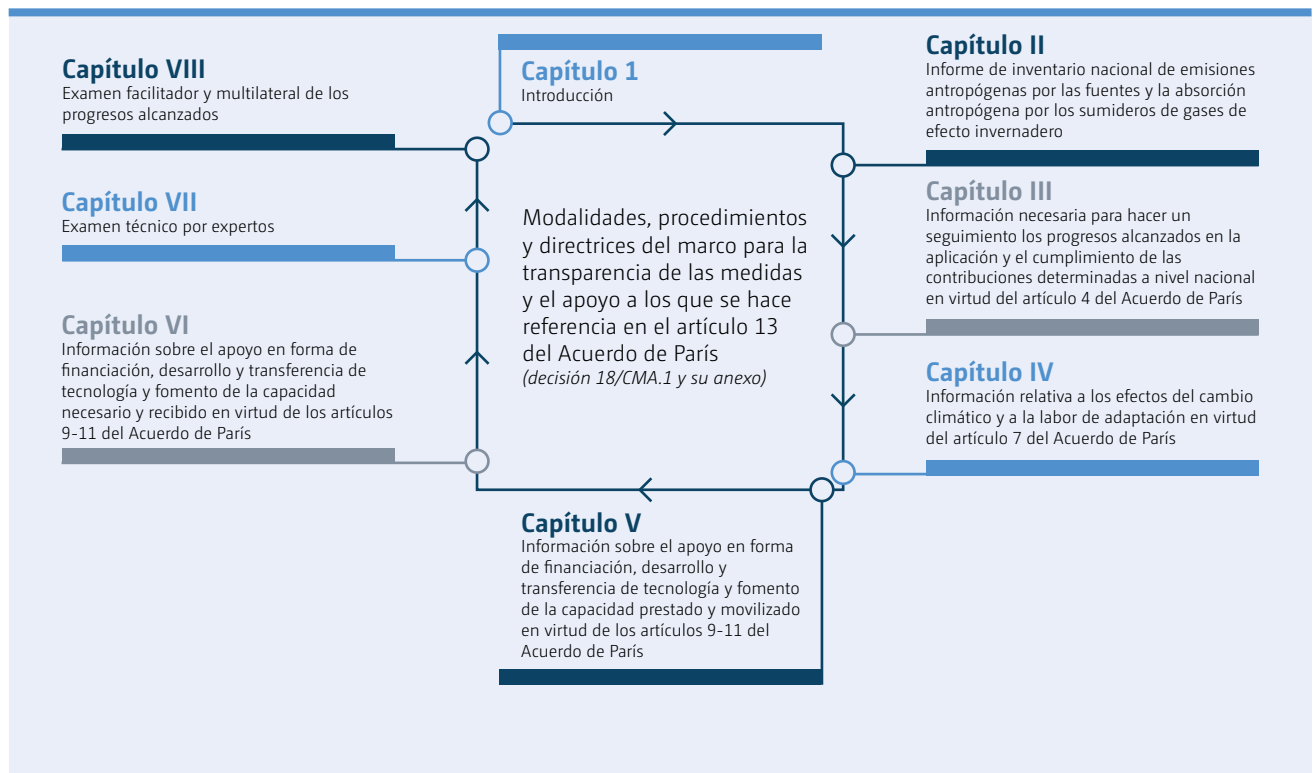 Capítulo 1
Introducción
Capítulo II
Informe de inventario nacional de emisiones
antropógenas por las fuentes y la absorción
antropógena por los sumideros de gases de
efecto invernadero
Capítulo III
Información necesaria para hacer un
seguimiento los progresos alcanzados en la
aplicación y el cumplimiento de las
contribuciones determinadas a nivel nacional
en virtud del artículo 4 del Acuerdo de París
Capítulo IV
Información relativa a los efectos del cambio
climático y a la labor de adaptación en virtud
del artículo 7 del Acuerdo de París
Capítulo V
Información sobre el apoyo en forma
de financiación, desarrollo y
transferencia de tecnología y fomento
de la capacidad prestado y movilizado
en virtud de los artículos 9-11 del
Acuerdo de París
Capítulo VI
Información sobre el apoyo en forma de
financiación, desarrollo y transferencia de
tecnología y fomento de la capacidad
necesario y recibido en virtud de los artículos
9-11 del Acuerdo de París
Capítulo VII
Examen técnico por expertos
Capítulo VIII
Examen facilitador y multilateral de los
progresos alcanzados
Modalidades, procedimientos
y directrices del marco para la
transparencia de las medidas
y el apoyo a los que se hace
referencia en el artículo 13
del Acuerdo de París
(decisión 18/CMA.1 y su anexo)